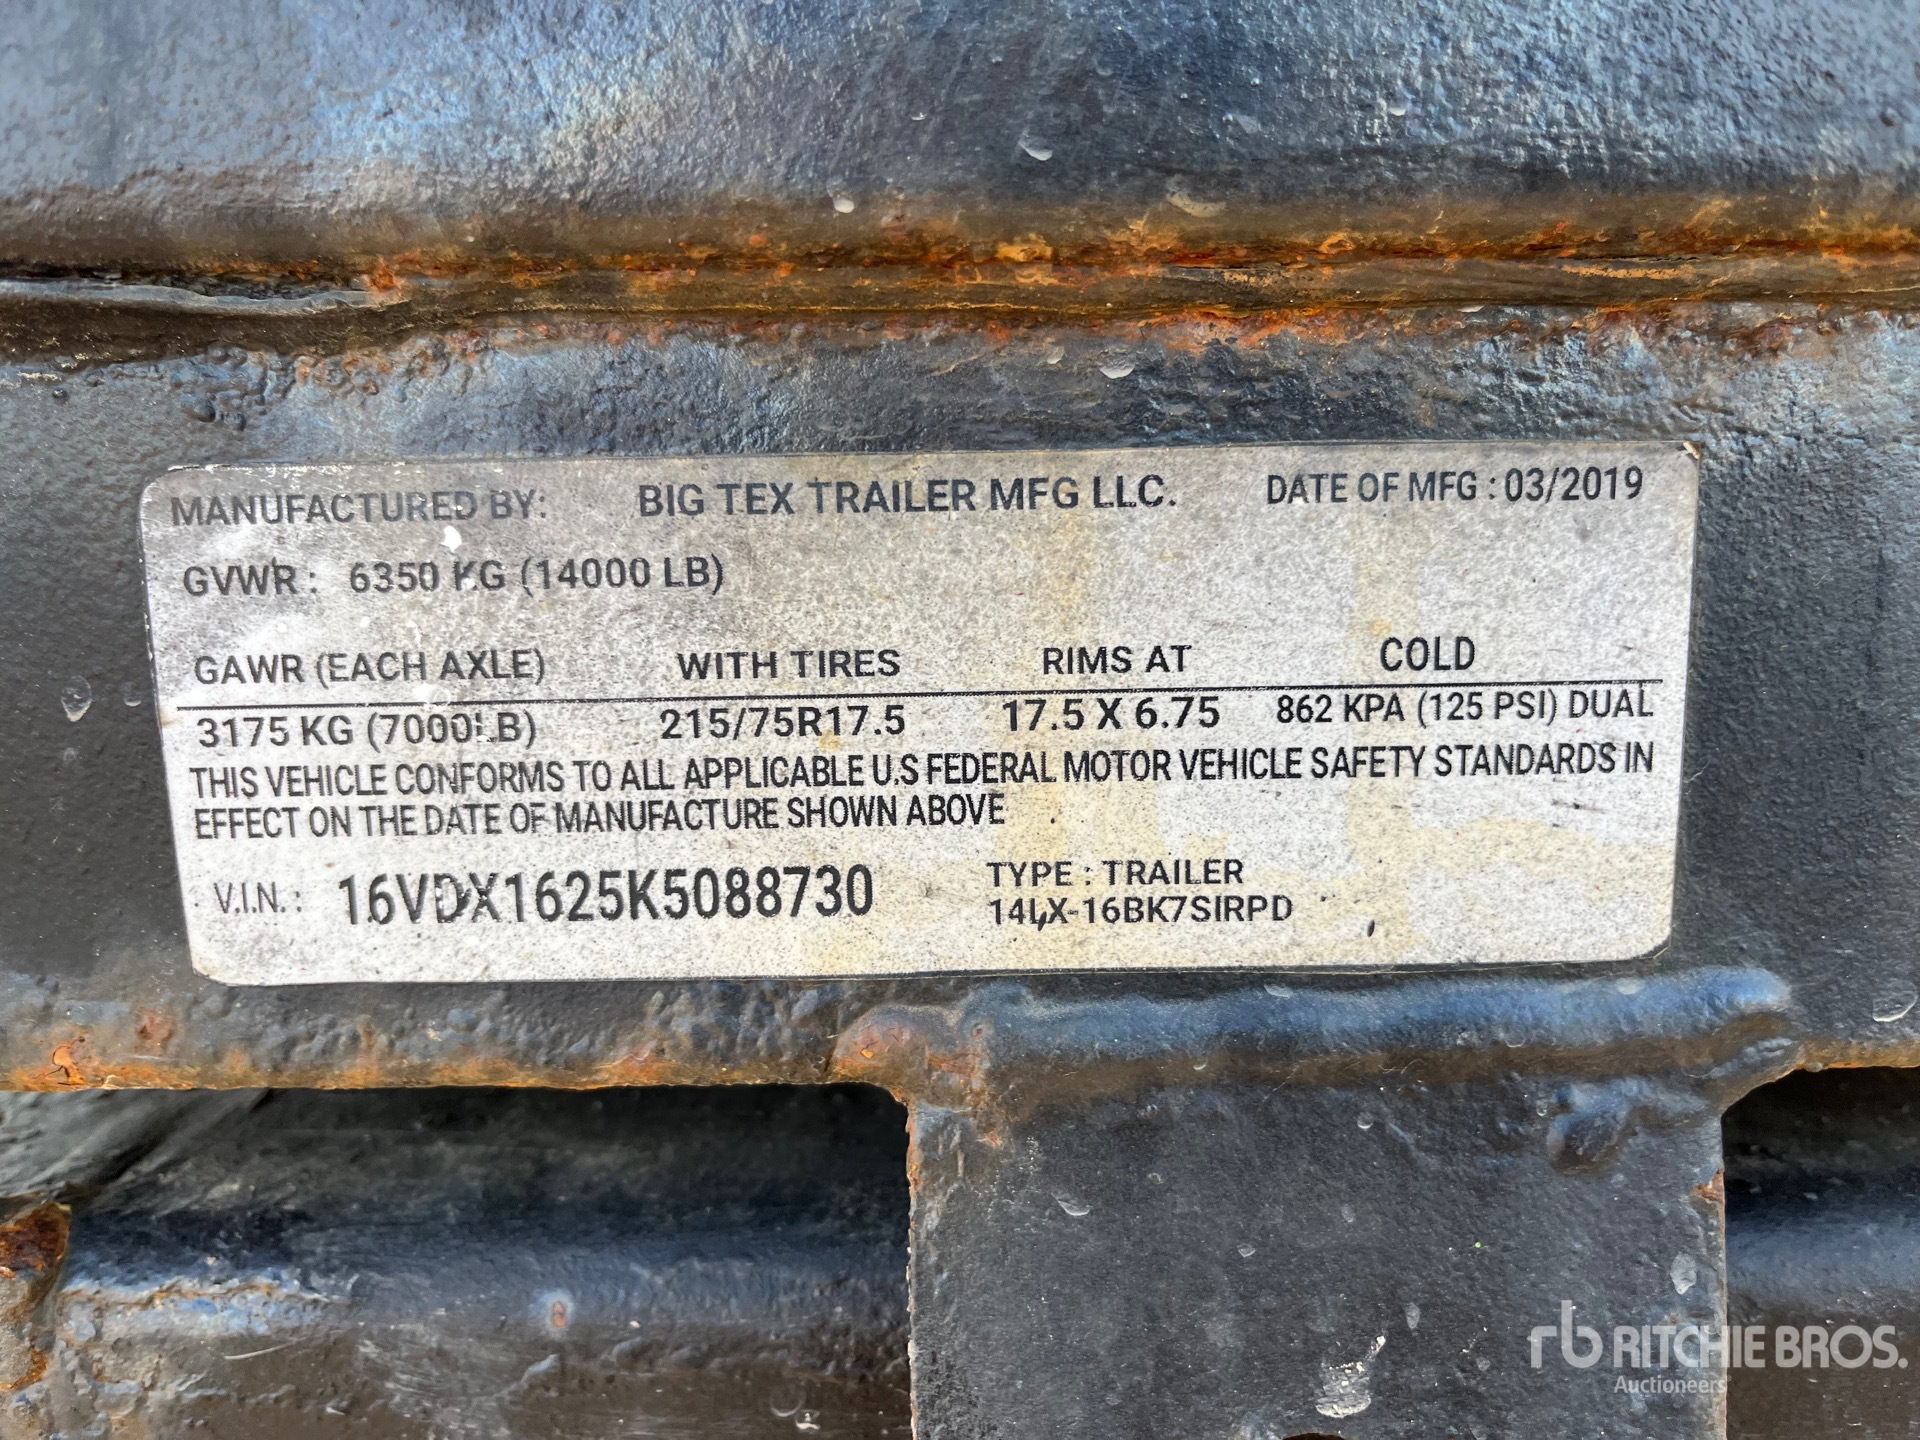 MANUFACTURED BY: BIG TEX TRAILER MFG LLC. DATE OF MFG : 03/2019
GVWR : 6350 KG (14000 LB)
GAWR (EACH AXLE) WITH TIRES RIMS AT COLD
3175 KG (7000LB) 215/75R17.5 17.5 X 6.75 862 KPA (125 PSI) DUAL
THIS VEHICLE CONFORMS TO ALL APPLICABLE U.S FEDERAL MOTOR VEHICLE SAFETY STANDARDS IN
EFFECT ON THE DATE OF MANUFACTURE SHOWN ABOVE
V.I.N. : 16VDX1625K5088730 TYPE : TRAILER
14LX-16BK7SIRPD
rb RITCHIE BROS.
Auctioneers